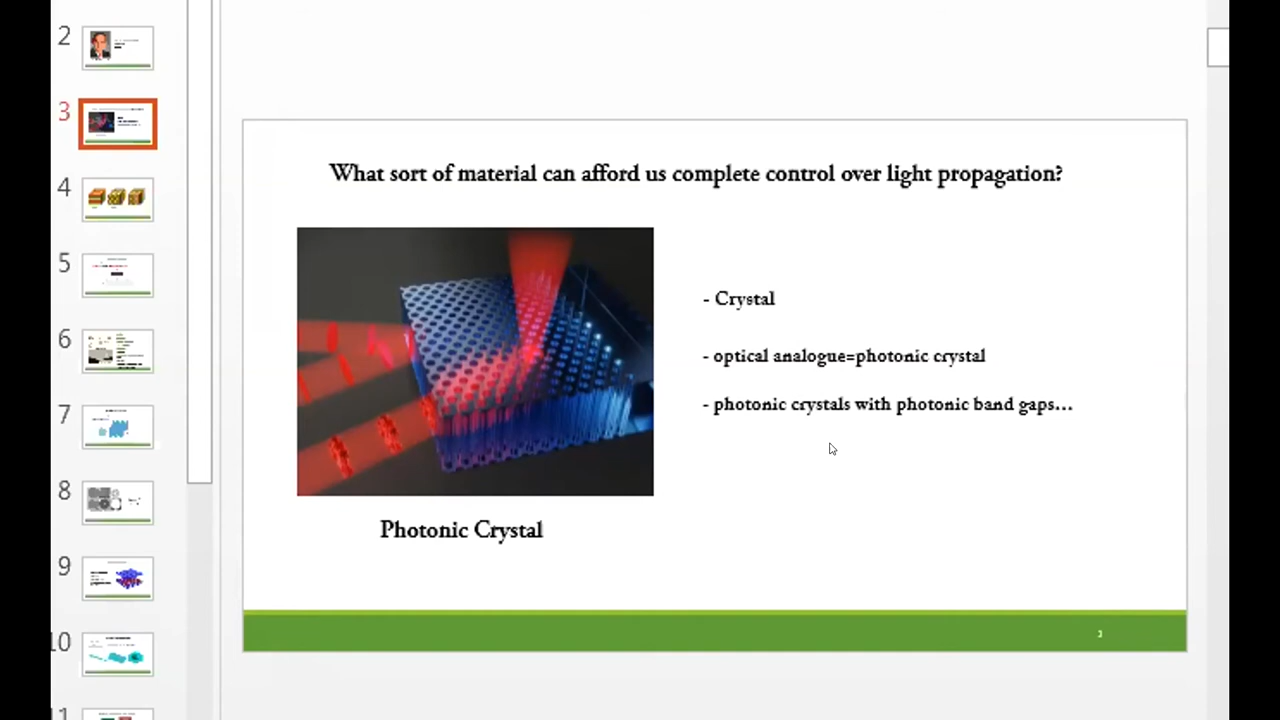 2
3
4
5
6
7
8
9
10
11
What sort of material can afford us complete control over light propagation?
- Crystal
- optical analogue=photonic crystal
- photonic crystals with photonic band gaps...
Photonic Crystal
3